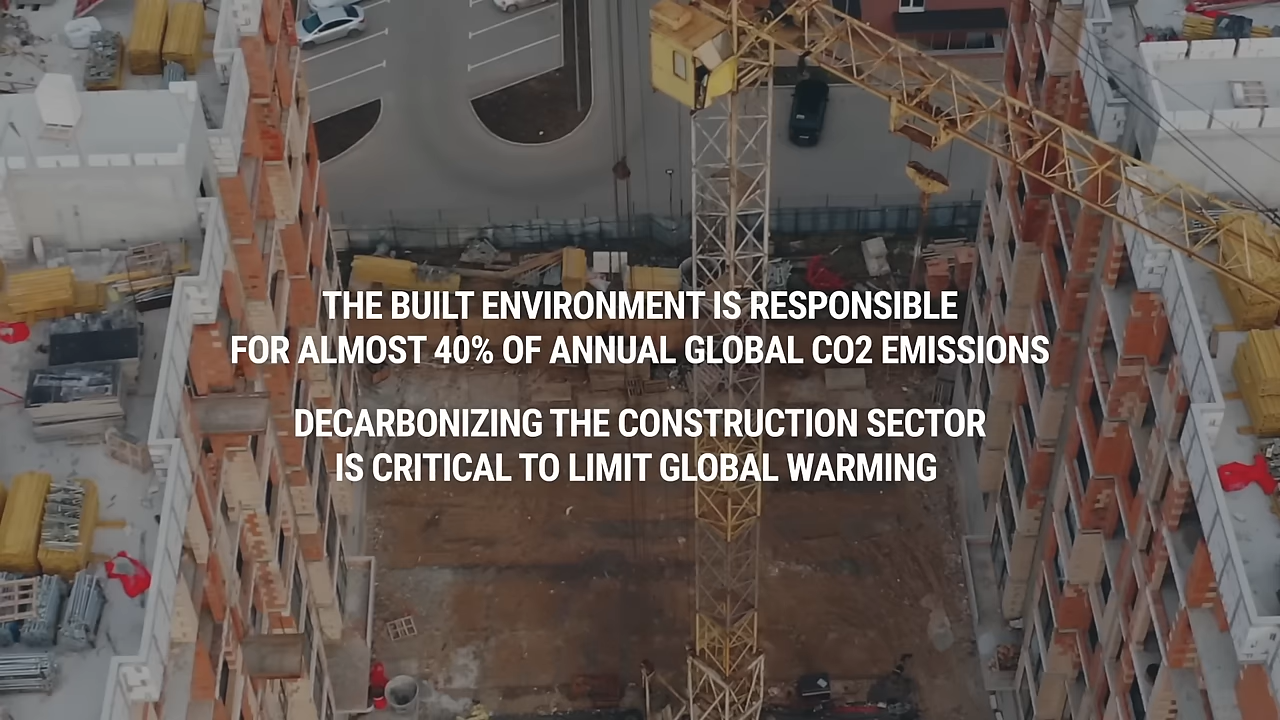 THE BUILT ENVIRONMENT IS RESPONSIBLE
FOR ALMOST 40% OF ANNUAL GLOBAL CO2 EMISSIONS
DECARBONIZING THE CONSTRUCTION SECTOR
IS CRITICAL TO LIMIT GLOBAL WARMING